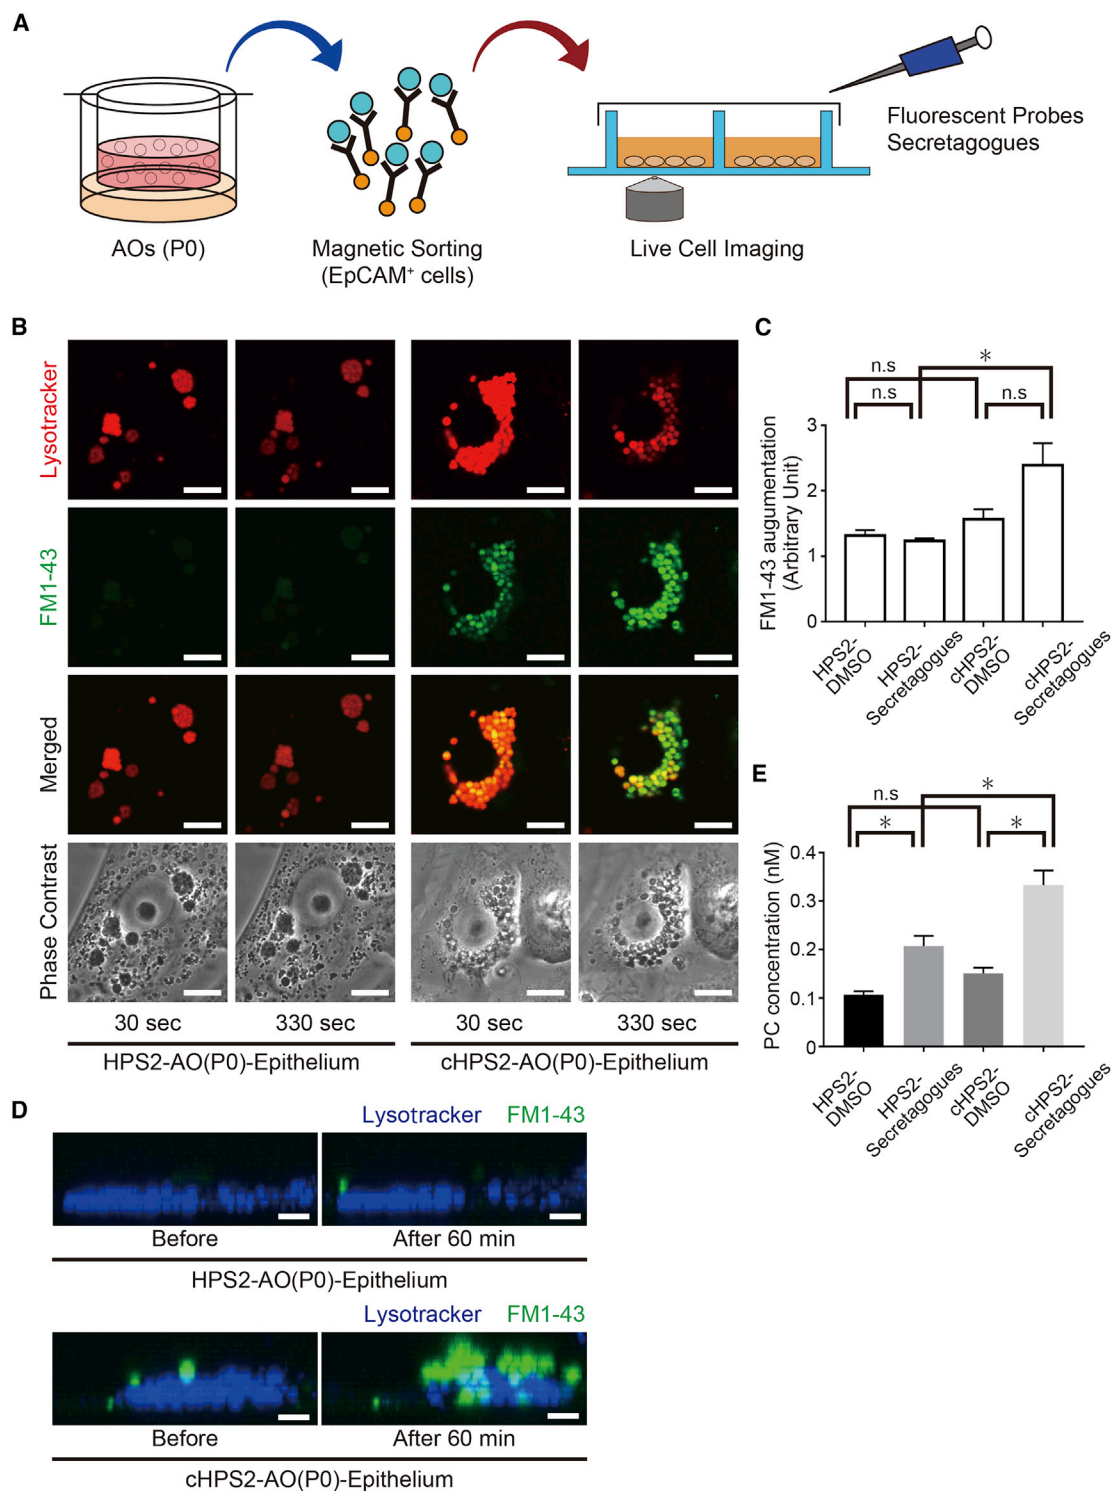 A
Fluorescent Probes
Secretagogues
AOs (P0)
Magnetic Sorting
(EpCAM⁺ cells)
Live Cell Imaging
B
Lysotracker
FM1-43
Merged
Phase Contrast
30 sec
330 sec
30 sec
330 sec
HPS2-AO(P0)-Epithelium
cHPS2-AO(P0)-Epithelium
C
n.s
*
n.s
n.s
FM1-43 augumentation
(Arbitrary Unit)
3
2
1
0
HPS2-
DMSO
HPS2-
Secretagogues
cHPS2-
DMSO
cHPS2-
Secretagogues
E
n.s
*
*
*
PC concentration (nM)
0.4
0.3
0.2
0.1
0
HPS2-
DMSO
HPS2-
Secretagogues
cHPS2-
DMSO
cHPS2-
Secretagogues
D
Lysotracker FM1-43
Before
After 60 min
HPS2-AO(P0)-Epithelium
Lysotracker FM1-43
Before
After 60 min
cHPS2-AO(P0)-Epithelium